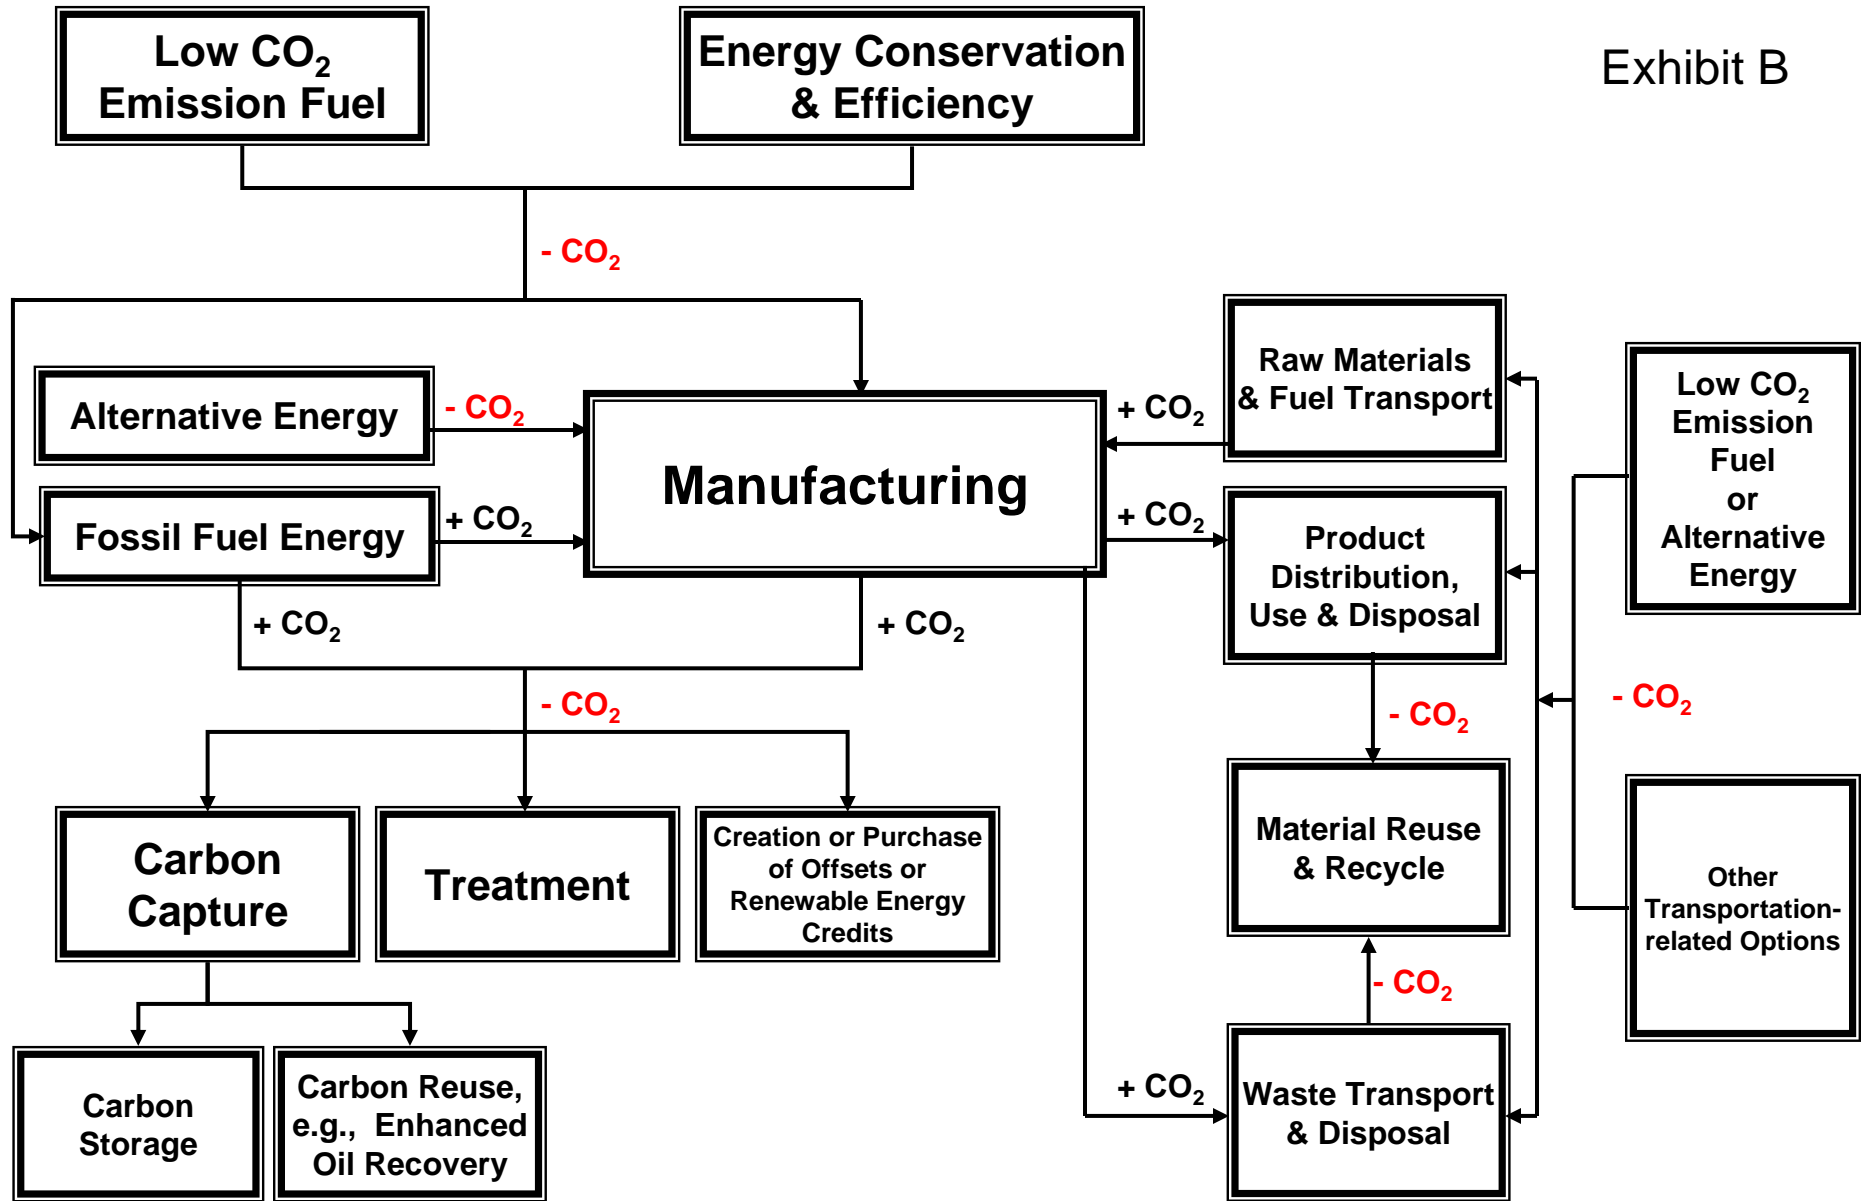 Low CO₂
Emission Fuel
Energy Conservation
& Efficiency
Exhibit B
- CO₂
Alternative Energy
- CO₂
Fossil Fuel Energy
+ CO₂
Manufacturing
+ CO₂
Raw Materials
& Fuel Transport
+ CO₂
Product
Distribution,
Use & Disposal
Low CO₂
Emission
Fuel
or
Alternative
Energy
+ CO₂
+ CO₂
- CO₂
- CO₂
- CO₂
Carbon
Capture
Treatment
Creation or Purchase
of Offsets or
Renewable Energy
Credits
Material Reuse
& Recycle
Other
Transportation-
related Options
- CO₂
Carbon
Storage
Carbon Reuse,
e.g., Enhanced
Oil Recovery
+ CO₂
Waste Transport
& Disposal